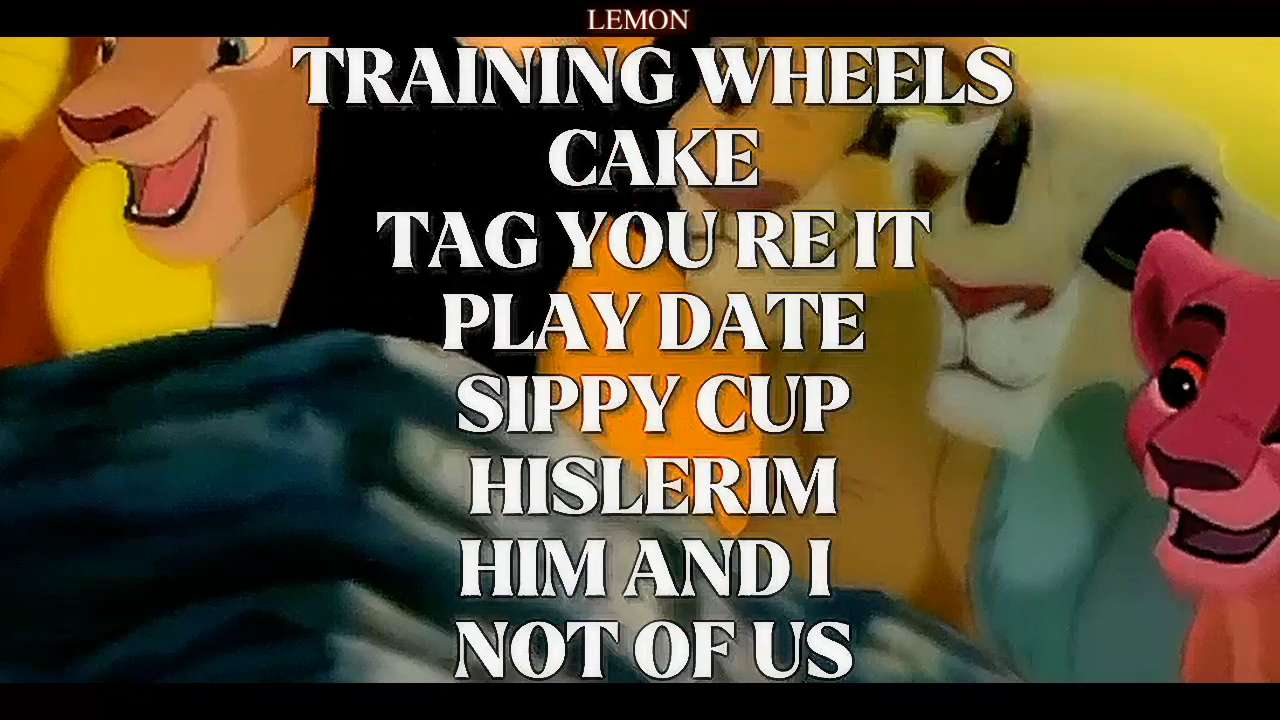 LEMON
TRAINING WHEELS
CAKE
TAG YOU RE IT
PLAY DATE
SIPPY CUP
HISLERIM
HIM AND I
NOT OF US